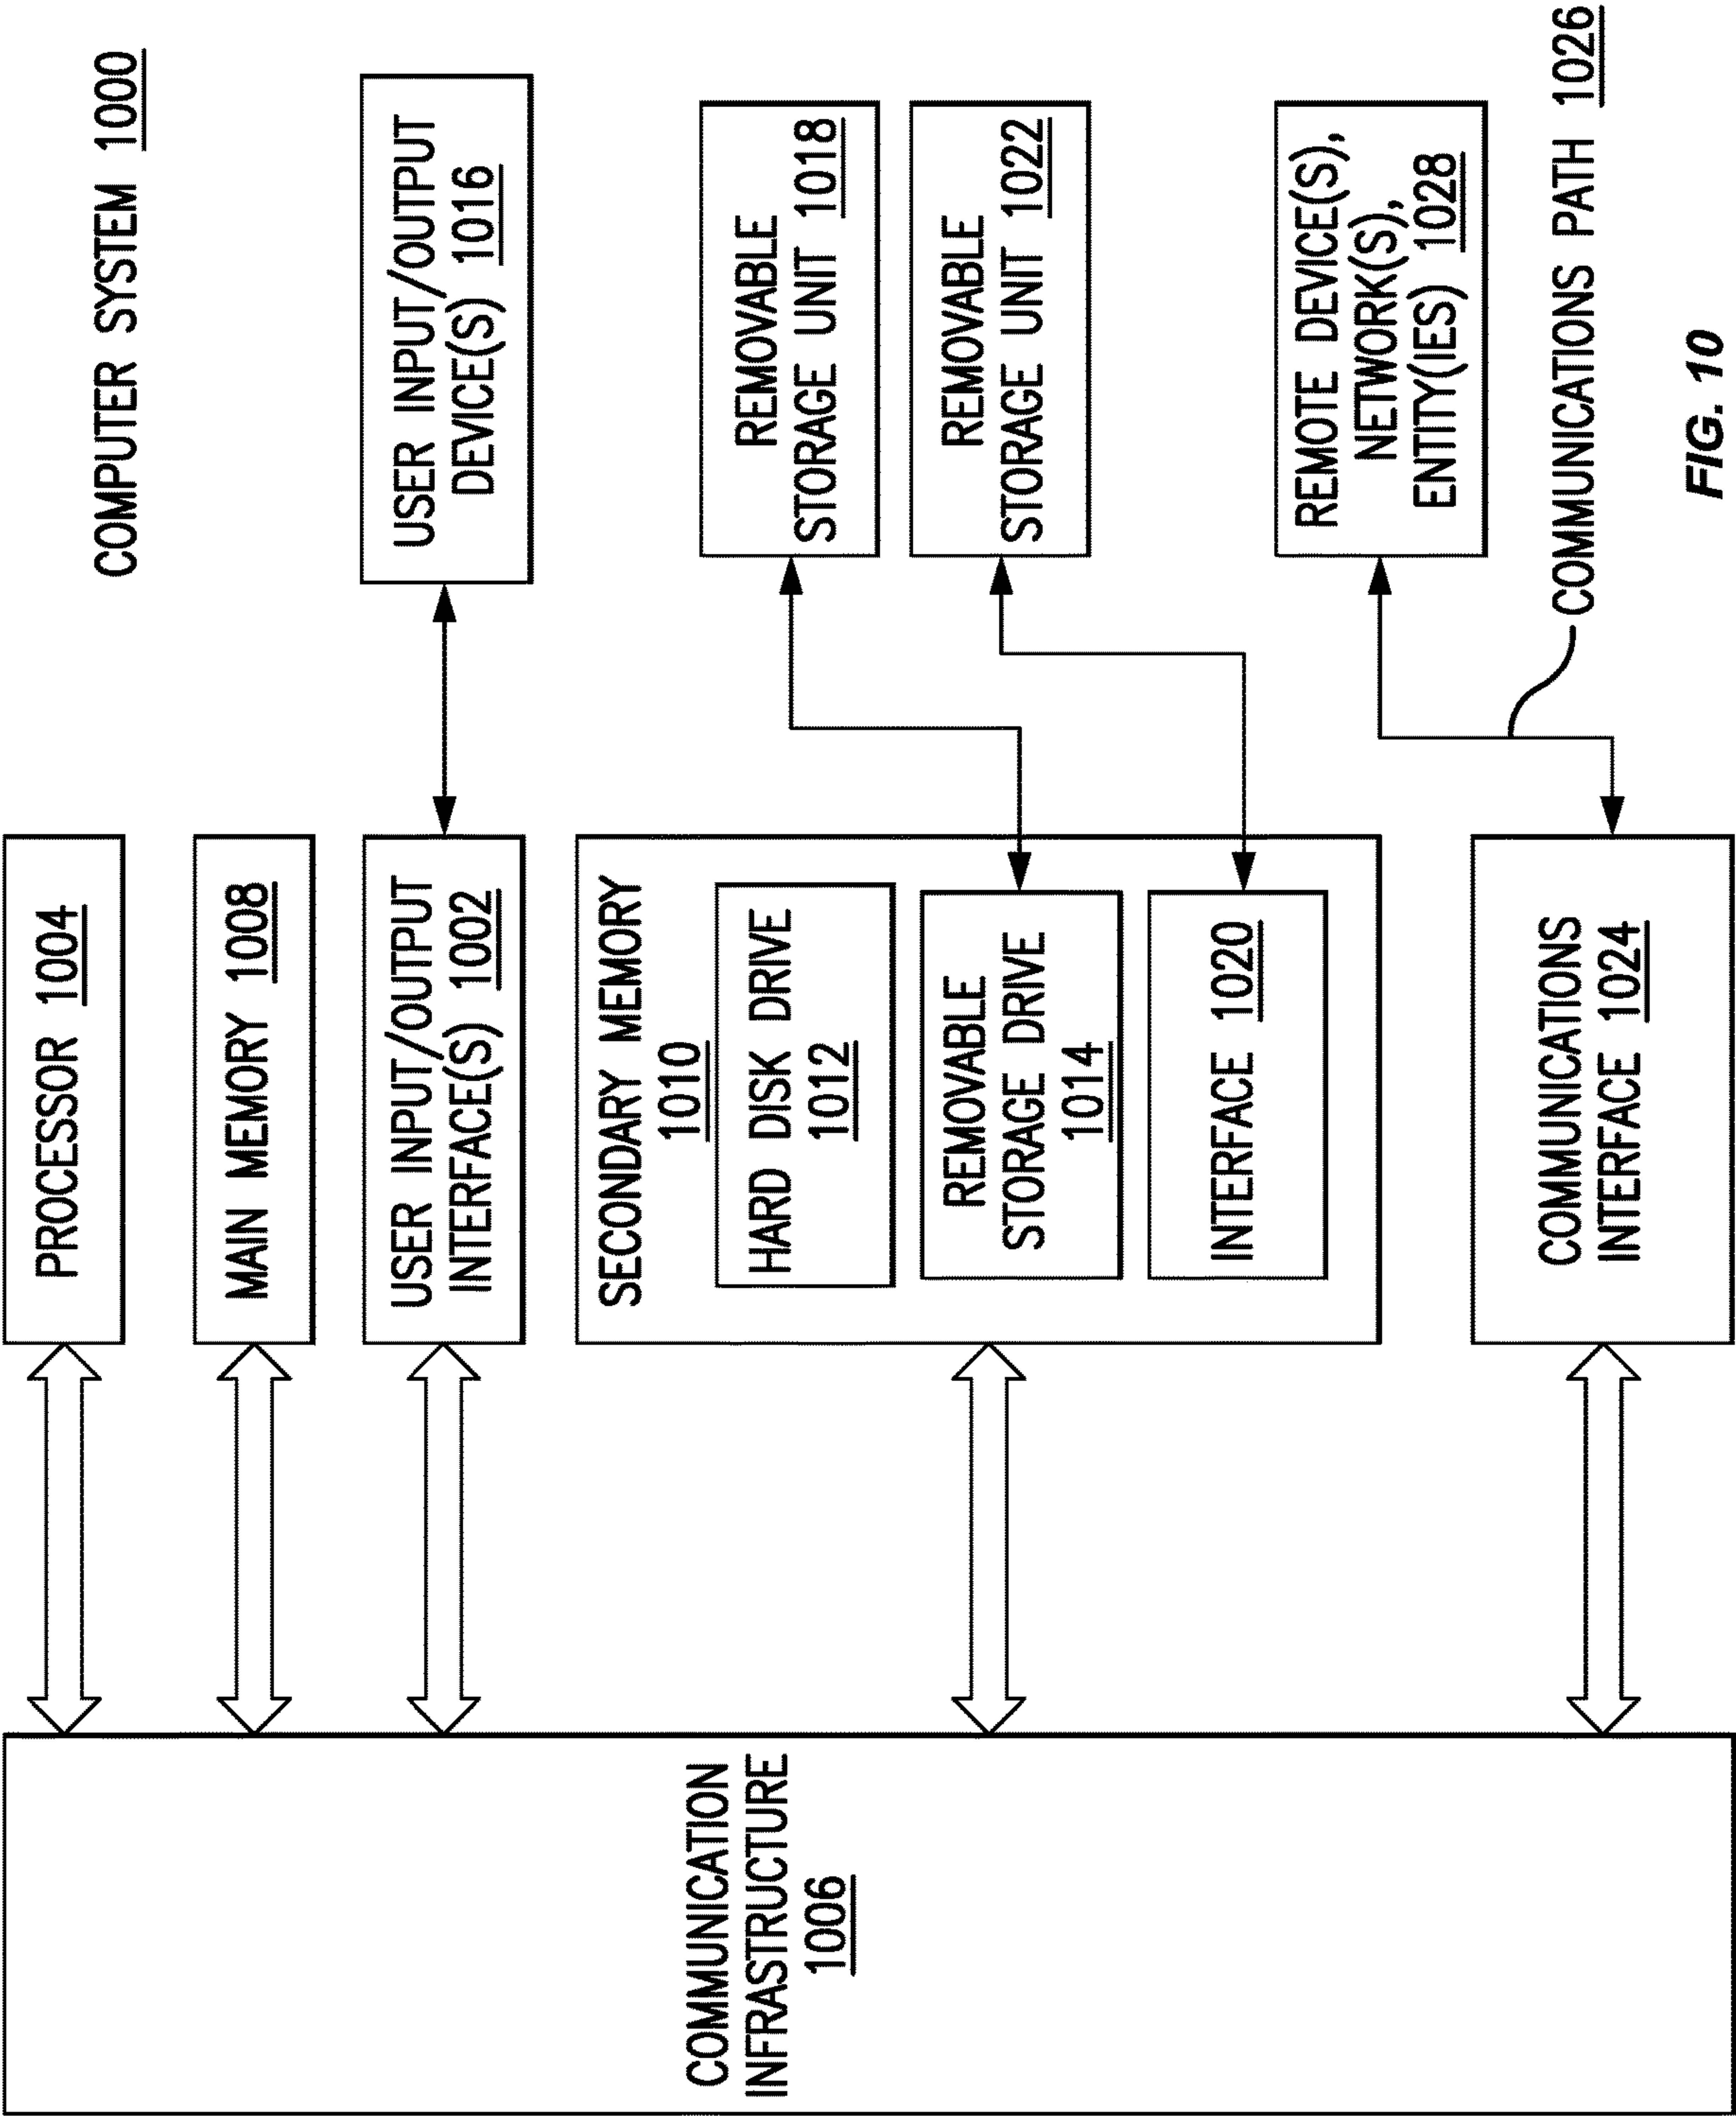 COMPUTER SYSTEM 1000
COMMUNICATION
INFRASTRUCTURE
1006
PROCESSOR 1004
MAIN MEMORY 1008
USER INPUT/OUTPUT
INTERFACE(S) 1002
USER INPUT/OUTPUT
DEVICE(S) 1016
SECONDARY MEMORY
1010
HARD DISK DRIVE
1012
REMOVABLE
STORAGE DRIVE
1014
INTERFACE 1020
REMOVABLE
STORAGE UNIT 1018
REMOVABLE
STORAGE UNIT 1022
COMMUNICATIONS
INTERFACE 1024
REMOTE DEVICE(S),
NETWORK(S),
ENTITY(IES) 1028
COMMUNICATIONS PATH 1026
FIG. 10